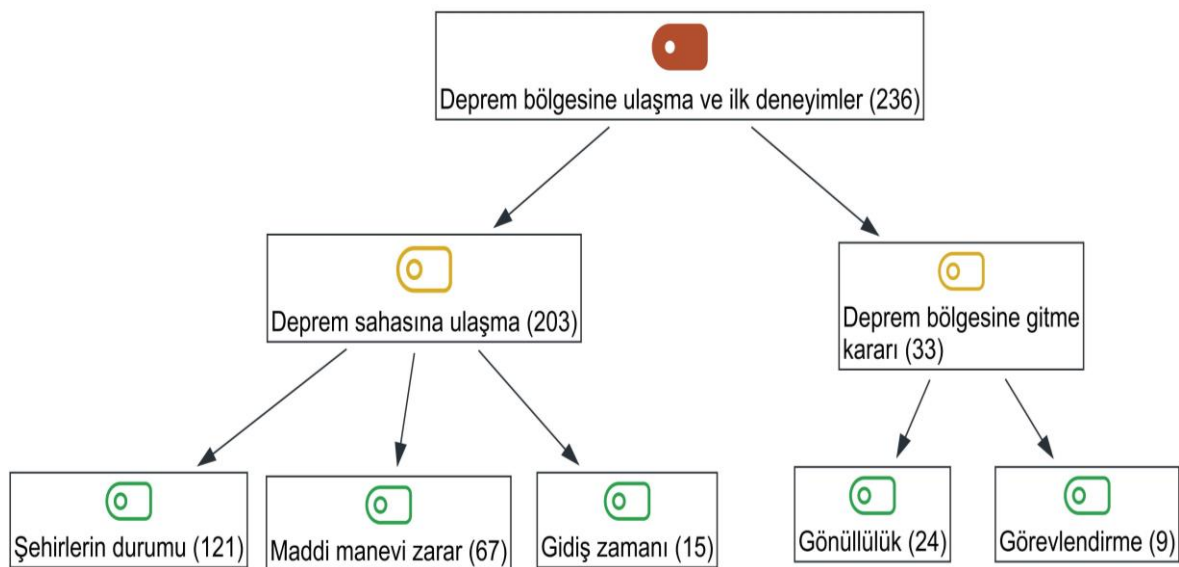 Deprem bölgesine ulaşma ve ilk deneyimler (236)
Deprem sahasına ulaşma (203)
Deprem bölgesine gitme
kararı (33)
Şehirlerin durumu (121)
Maddi manevi zarar (67)
Gidiş zamanı (15)
Gönüllülük (24)
Görevlendirme (9)